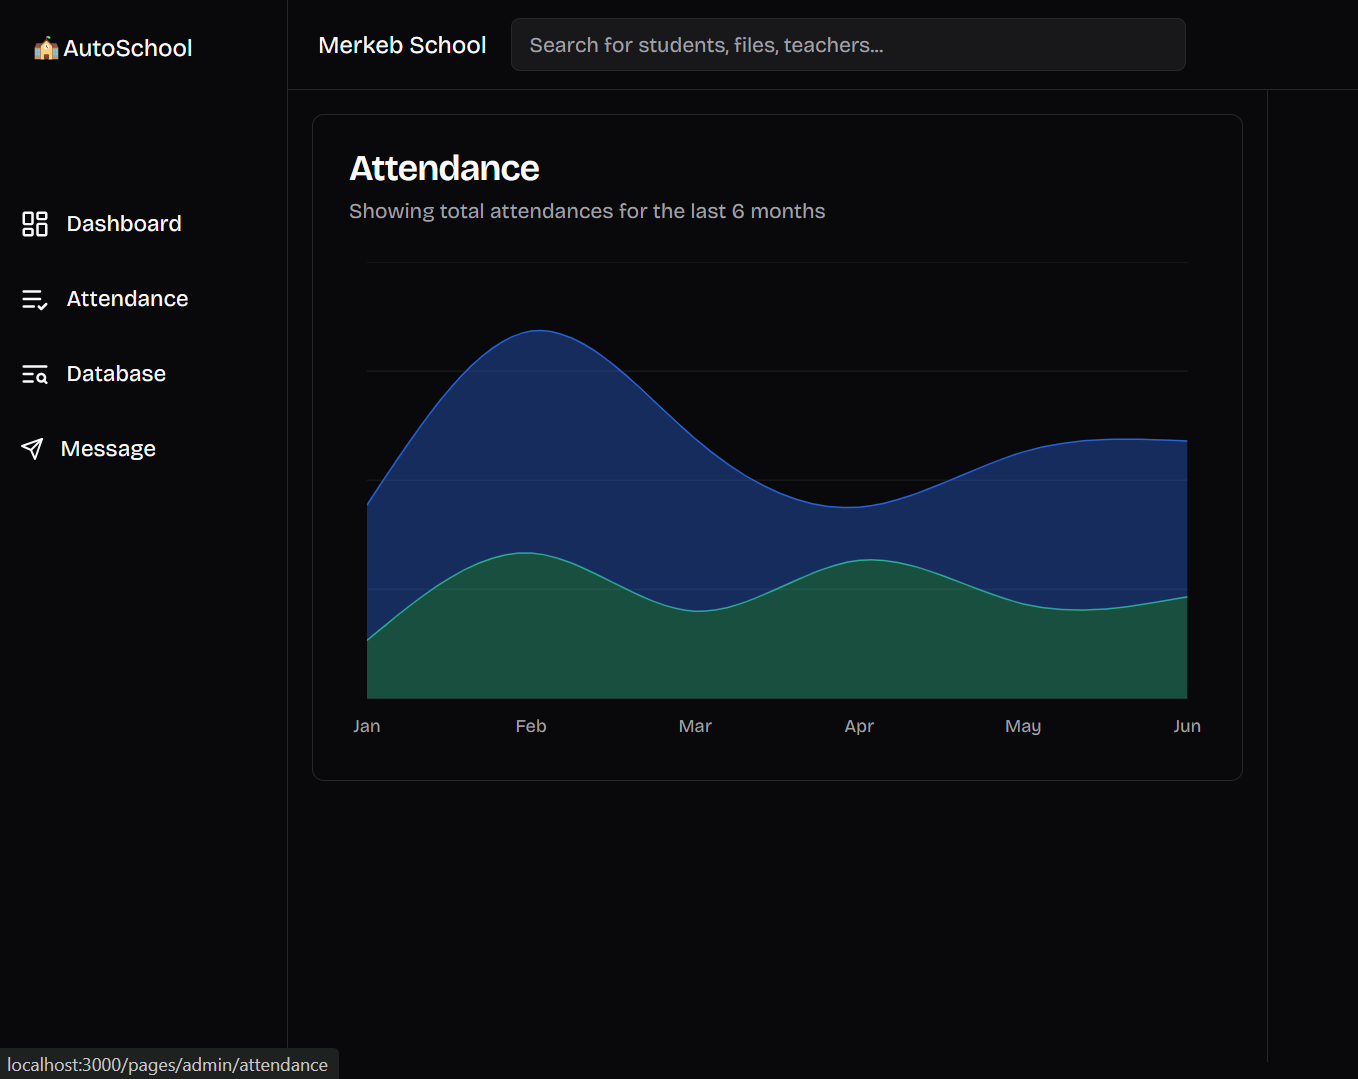 AutoSchool
Merkeb School
Search for students, files, teachers...
Dashboard
Attendance
Database
Message
Attendance
Showing total attendances for the last 6 months
Jan Feb Mar Apr May Jun
localhost:3000/pages/admin/attendance